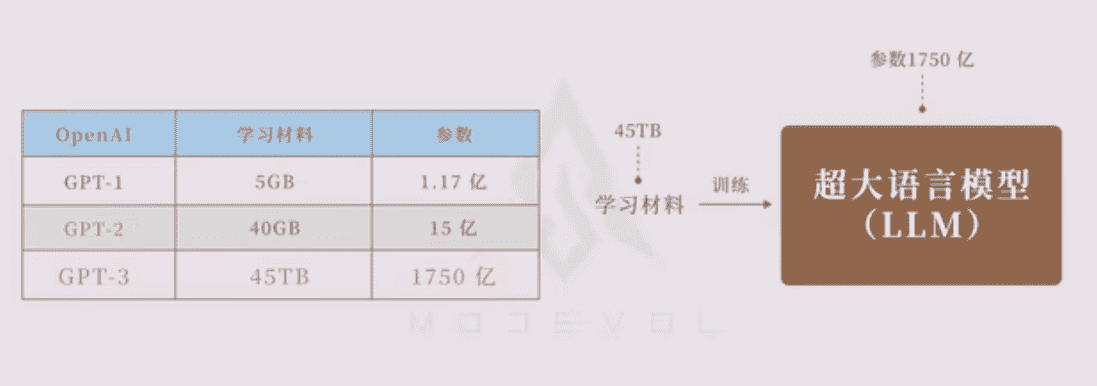 OpenAI 学习材料 参数
GPT-1 5GB 1.17 亿
GPT-2 40GB 15 亿
GPT-3 45TB 1750 亿
45TB
学习材料
训练
参数1750 亿
超大语言模型
（LLM）
MODEVOL